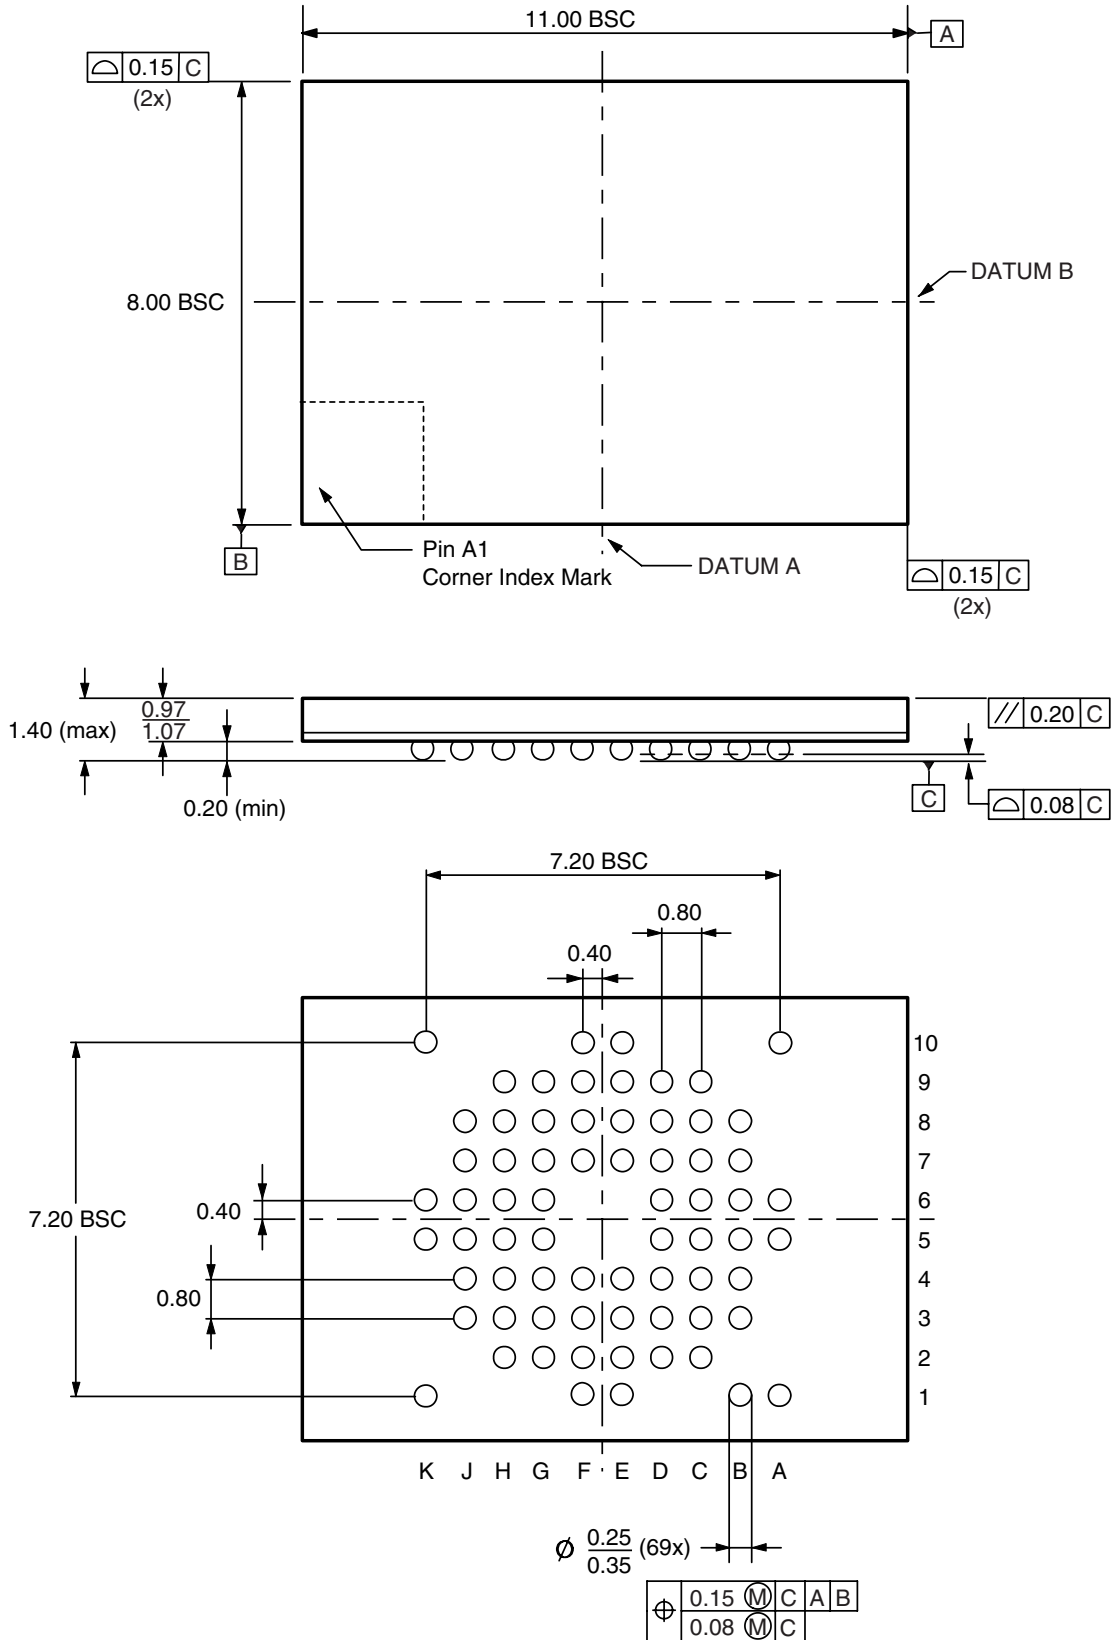 11.00 BSC
A
0.15 C
(2x)
8.00 BSC
DATUM B
B
Pin A1
Corner Index Mark
DATUM A
0.15 C
(2x)
1.40 (max)
0.97
1.07
0.20 (min)
// 0.20 C
C
0.08 C
7.20 BSC
0.80
0.40
10
9
8
7
6
5
4
3
2
1
7.20 BSC
0.40
0.80
K J H G F E D C B A
Ø 0.25 (69x)
0.35
0.15 Ⓜ C A B
0.08 Ⓜ C